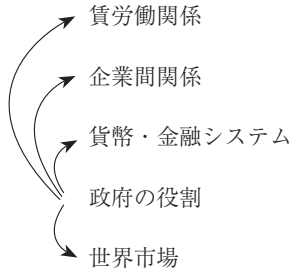 賃労働関係
企業間関係
貨幣・金融システム
政府の役割
世界市場